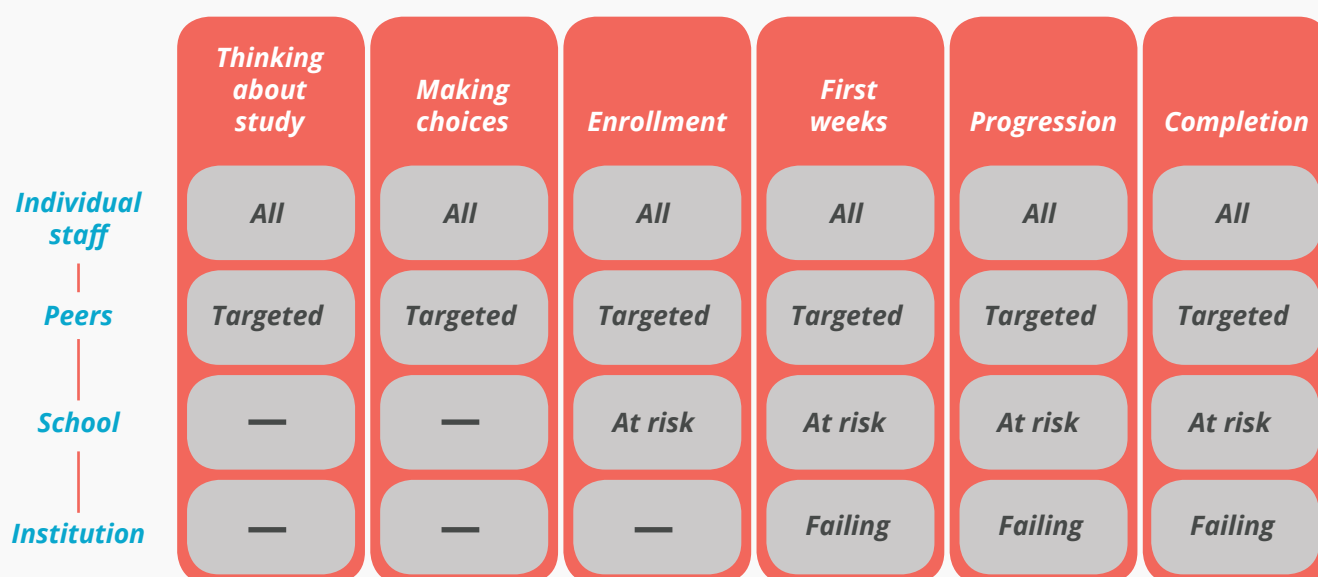 Thinking
about
study
Making
choices
Enrollment
First
weeks
Progression
Completion
Individual
staff
All All All All All All
Peers
Targeted Targeted Targeted Targeted Targeted Targeted
School
— — At risk At risk At risk At risk
Institution
— — — Failing Failing Failing